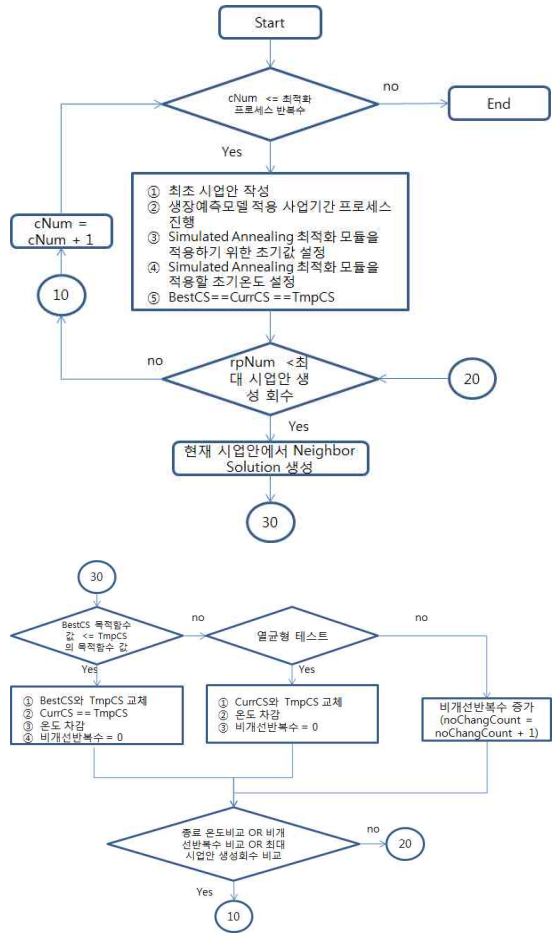 Start
cNum <= 최적화
프로세스 반복수
no
End
Yes
① 최초 시업안 작성
② 생장예측모델 적용 사업기간 프로세스
진행
③ Simulated Annealing 최적화 모듈을
적용하기 위한 초기값 설정
④ Simulated Annealing 최적화 모듈을
적용할 초기온도 설정
⑤ BestCS==CurrCS ==TmpCS
cNum =
cNum + 1
10
no
rpNum <최
대 시업안 생
성 회수
20
Yes
현재 시업안에서 Neighbor
Solution 생성
30
30
BestCS 목적함수
값 <= TmpCS
의 목적함수 값
no
열균형 테스트
no
Yes
Yes
① BestCS와 TmpCS 교체
② CurrCS == TmpCS
③ 온도 차감
④ 비개선반복수 = 0
① CurrCS와 TmpCS 교체
② 온도 차감
③ 비개선반복수 = 0
비개선반복수 증가
(noChangCount =
noChangCount + 1)
종료 온도비교 OR 비개
선반복수 비교 OR 최대
시업안 생성회수 비교
no
20
Yes
10